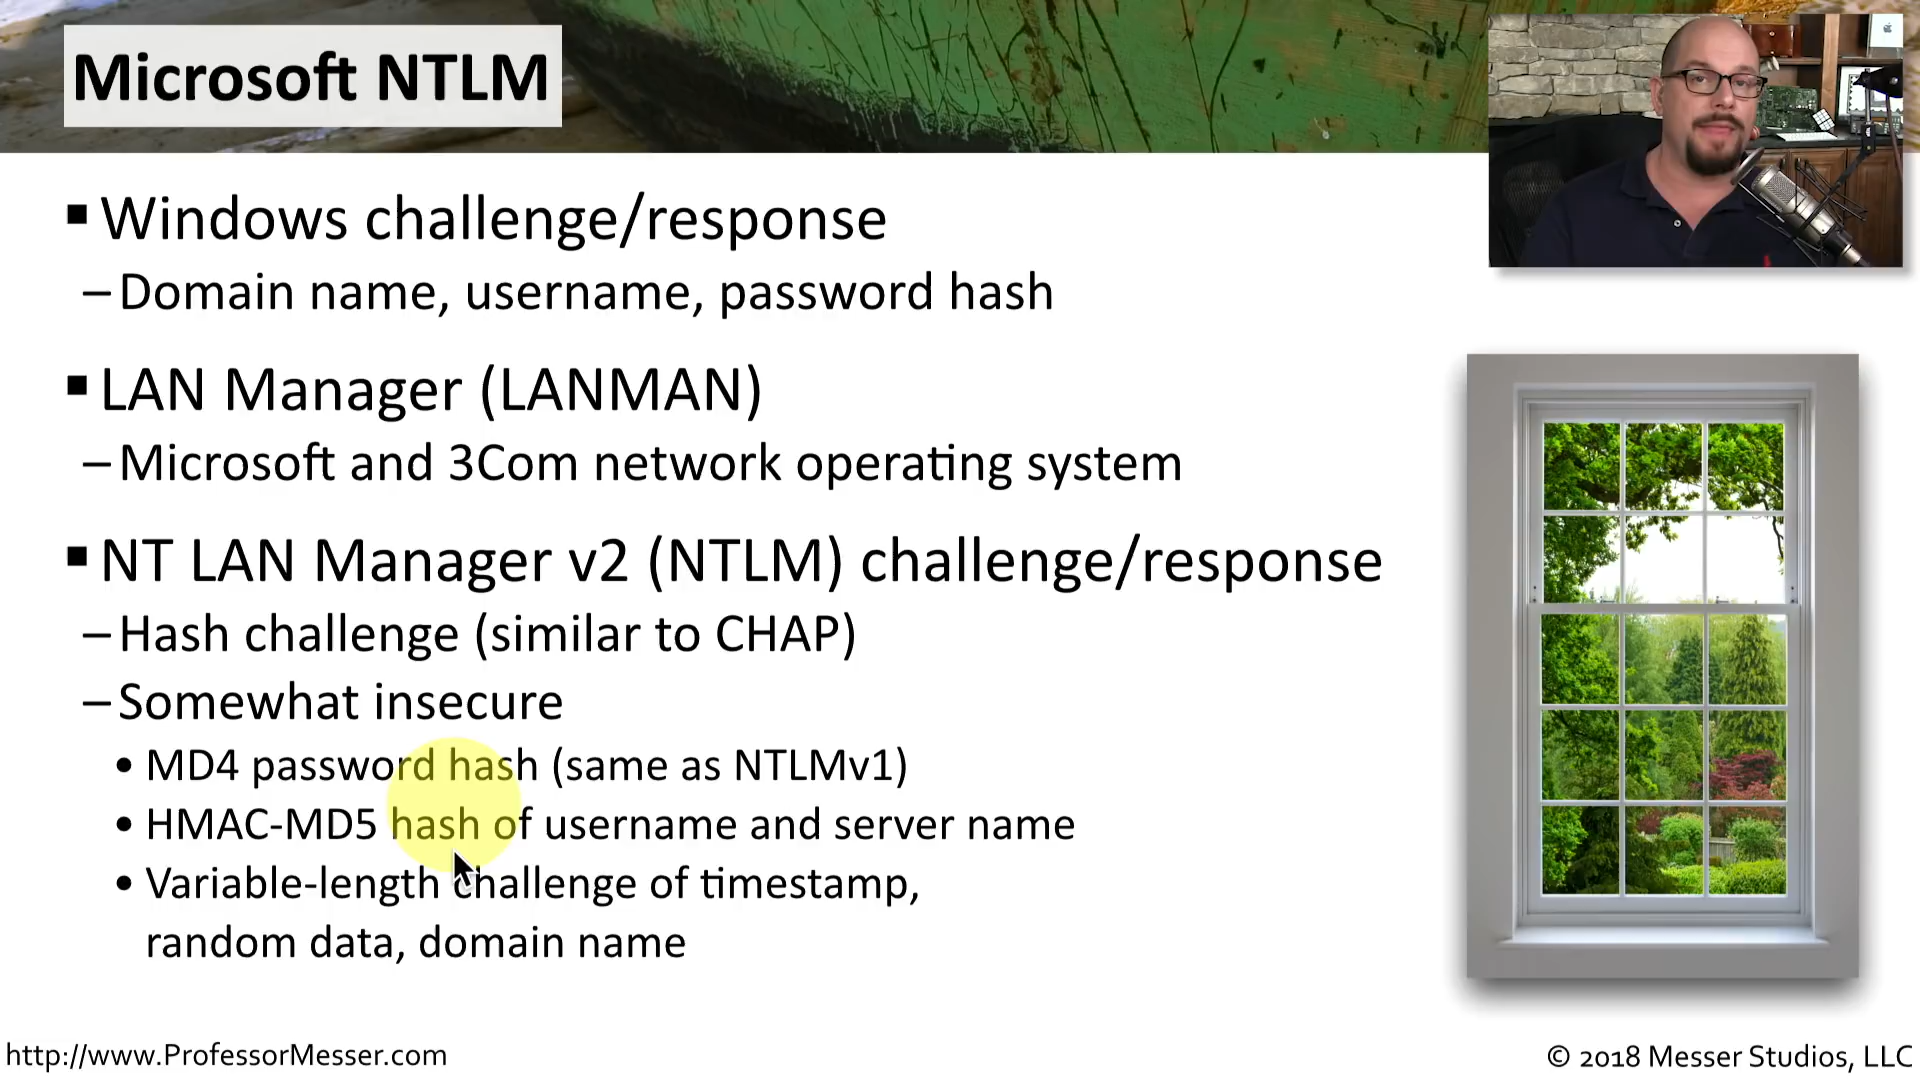 Microsoft NTLM
▪ Windows challenge/response
– Domain name, username, password hash
▪ LAN Manager (LANMAN)
– Microsoft and 3Com network operating system
▪ NT LAN Manager v2 (NTLM) challenge/response
– Hash challenge (similar to CHAP)
– Somewhat insecure
• MD4 password hash (same as NTLMv1)
• HMAC-MD5 hash of username and server name
• Variable-length challenge of timestamp,
random data, domain name
http://www.ProfessorMesser.com
© 2018 Messer Studios, LLC